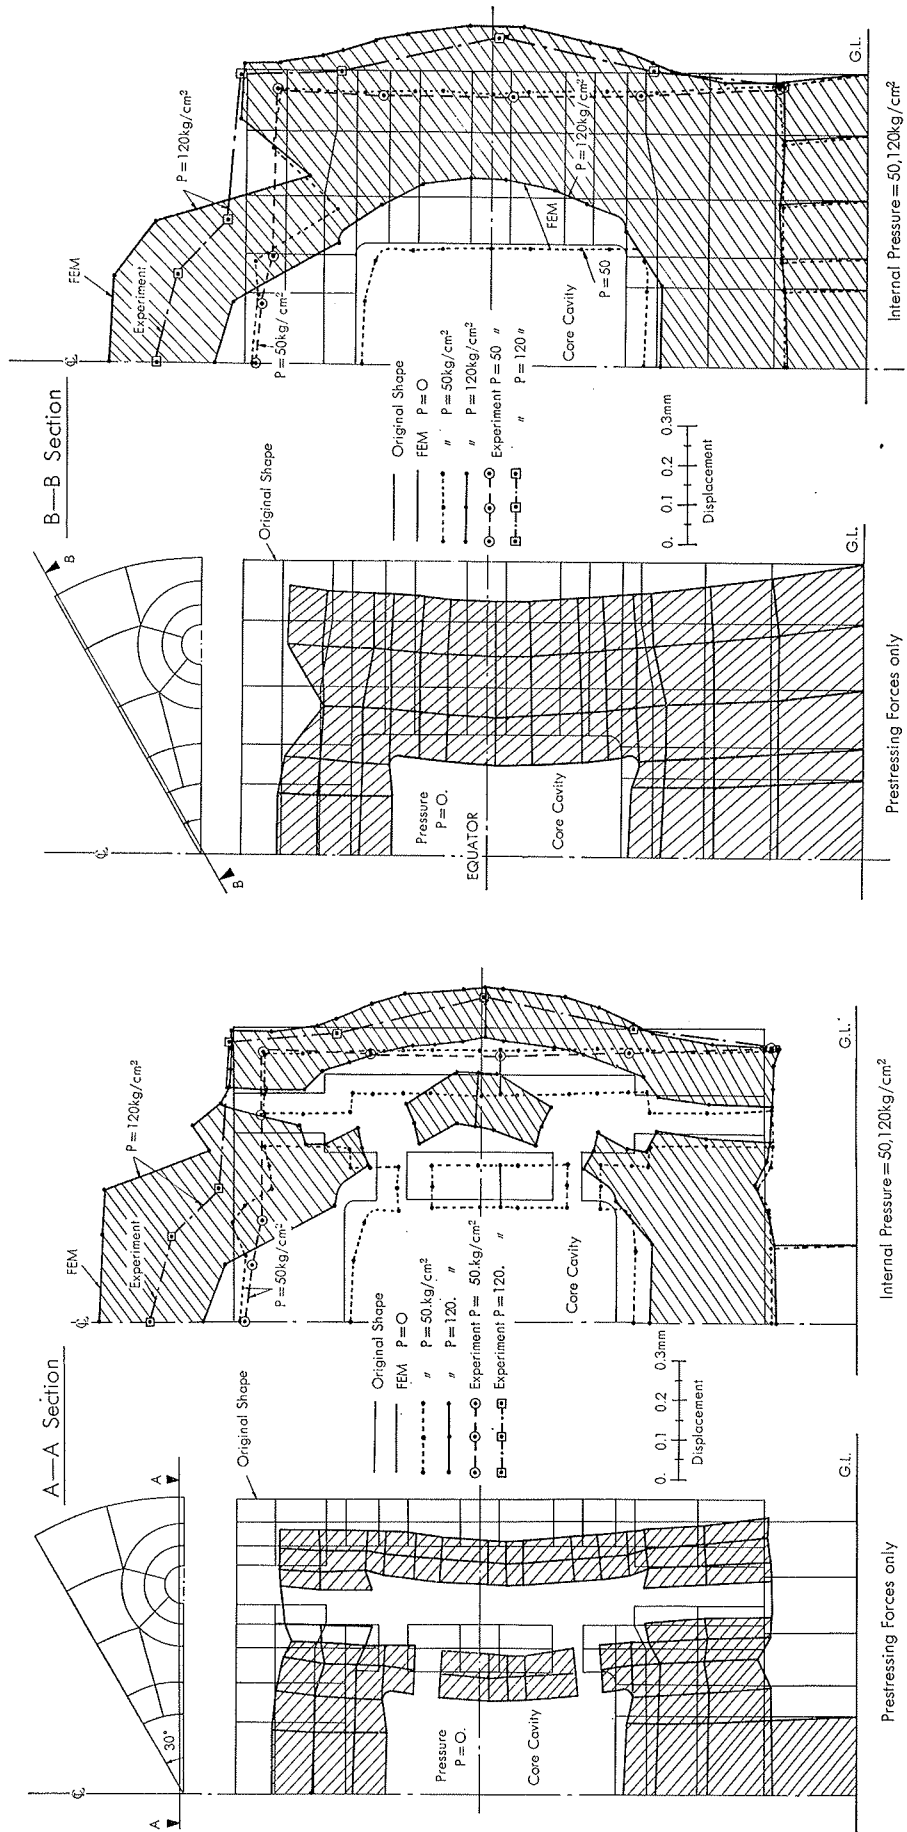 A—A Section
A
A
30°
Original Shape
Pressure
P=O.
Core Cavity
G.L.
Prestressing Forces only
Original Shape
FEM P=O
〃 P=50.kg/cm²
〃 P=120. 〃
Experiment P= 50.kg/cm²
Experiment P=120. 〃
0. 0.1 0.2 0.3mm
Displacement
FEM
Experiment
P=120kg/cm²
P=50kg/cm²
Core Cavity
G.L.
Internal Pressure=50,120kg/cm²
B—B Section
B
B
Original Shape
Pressure
P=O.
EQUATOR
Core Cavity
G.L.
Prestressing Forces only
Original Shape
FEM P=O
〃 P=50kg/cm²
〃 P=120kg/cm²
Experiment P=50 〃
〃 P=120 〃
0. 0.1 0.2 0.3mm
Displacement
FEM
Experiment
P=120kg/cm²
P=50kg/cm²
FEM
P=120kg/cm²
P=50
Core Cavity
G.L.
Internal Pressure=50,120kg/cm²